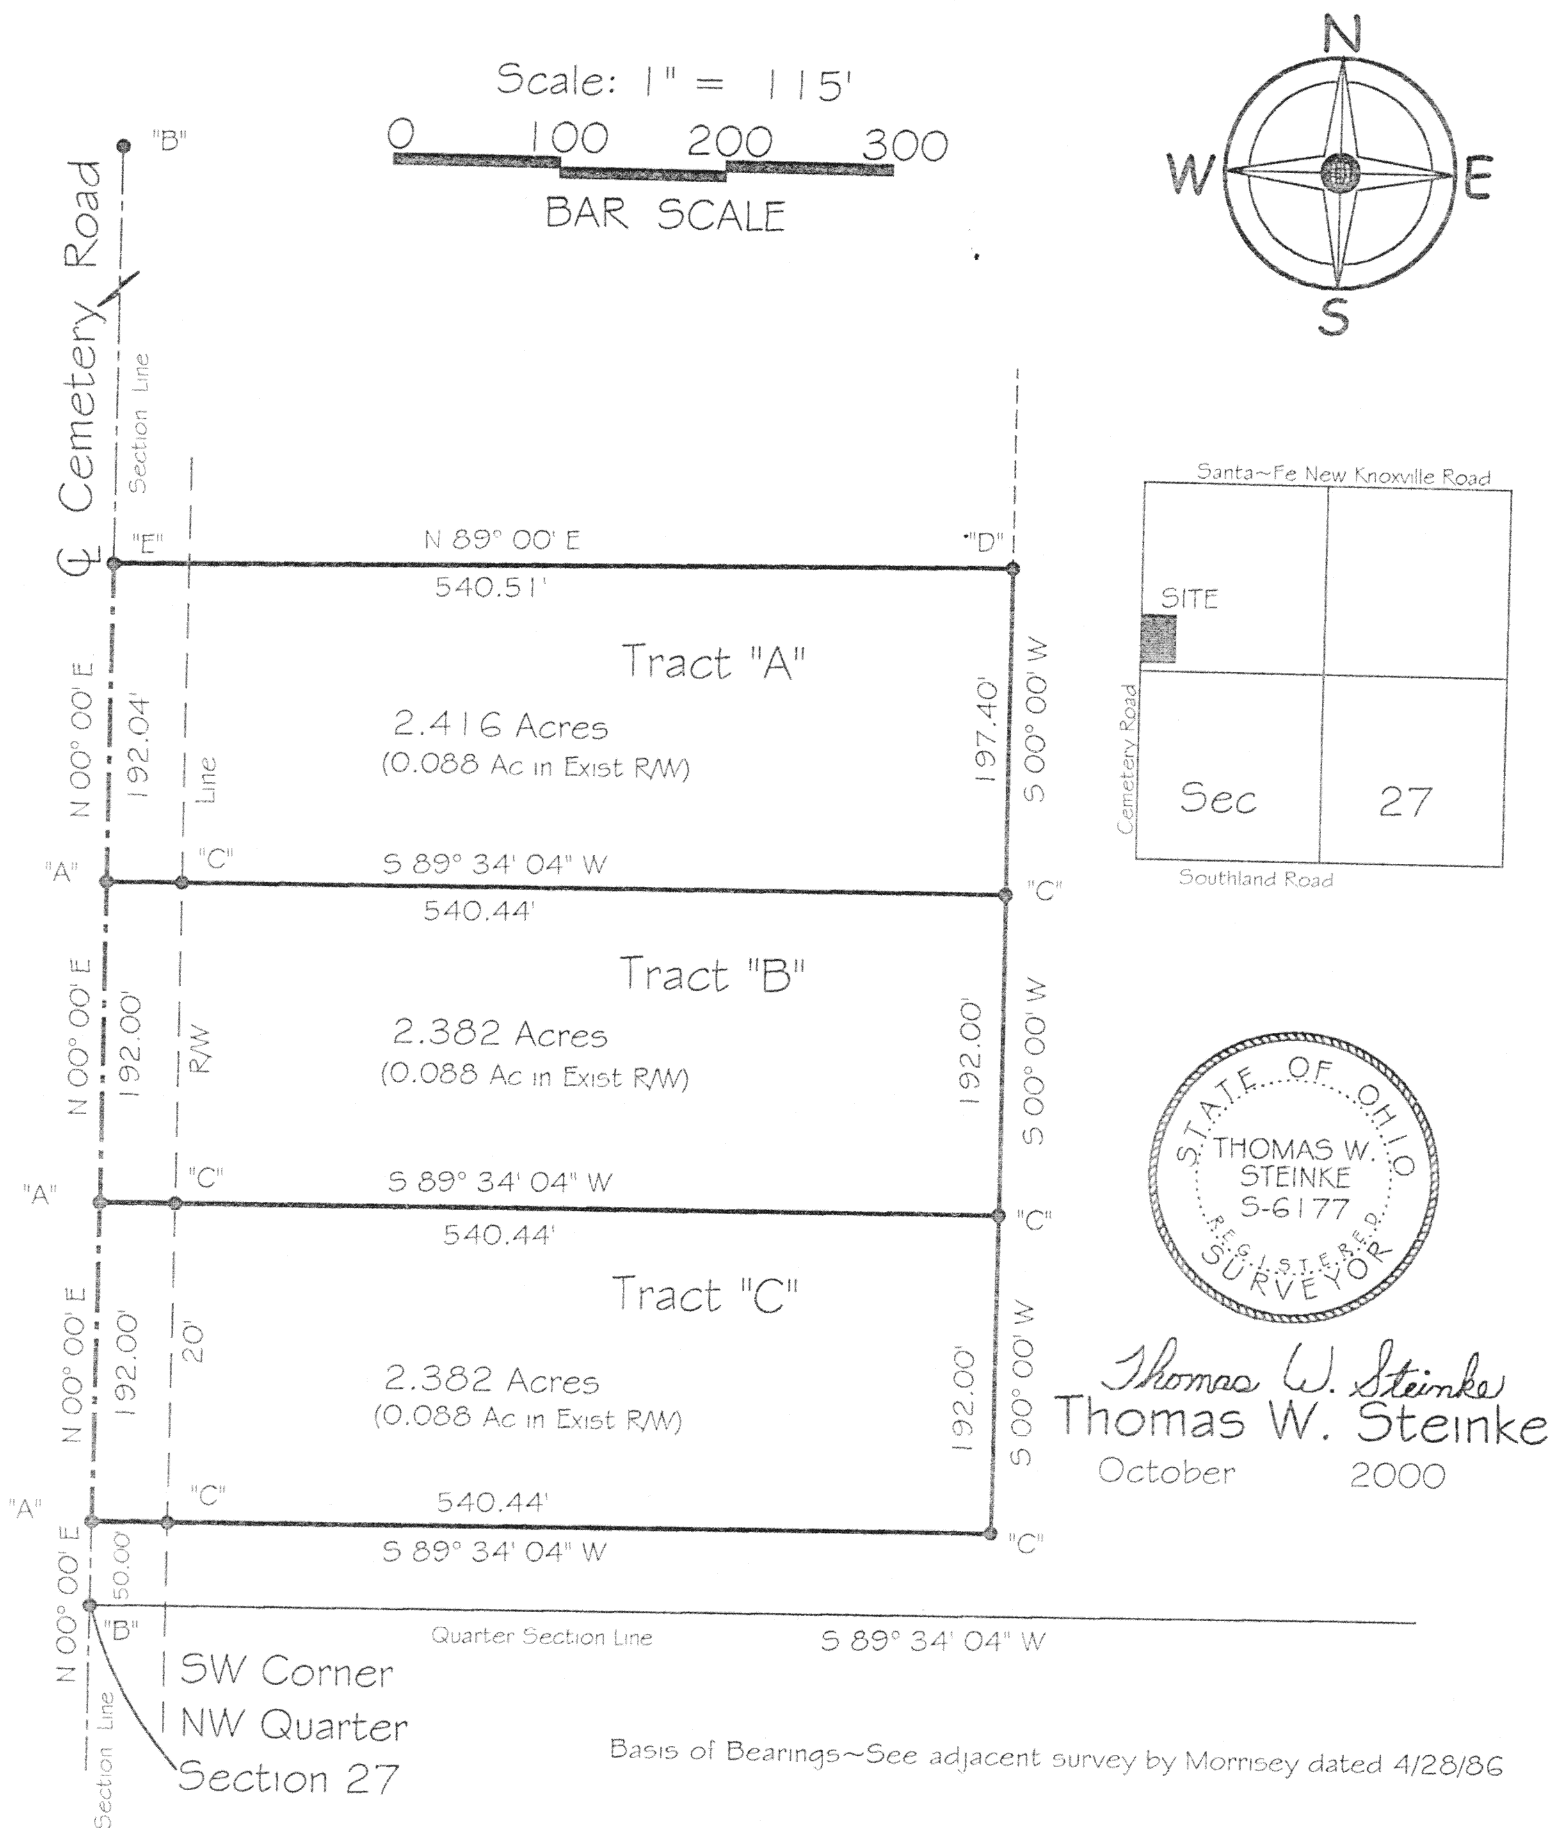 N
W E
S
Scale: 1" = 115'
0 100 200 300
BAR SCALE
"B"
℄ Cemetery Road
Section Line
Santa~Fe New Knoxville Road
SITE
Cemetery Road
Sec 27
Southland Road
"E"
N 89° 00' E
"D"
540.51'
Tract "A"
2.416 Acres
(0.088 Ac in Exist R/W)
N 00° 00' E
192.04'
Line
197.40'
S 00° 00' W
"A"
"C"
S 89° 34' 04" W
"C"
540.44'
Tract "B"
2.382 Acres
(0.088 Ac in Exist R/W)
N 00° 00' E
192.00'
R/W
192.00'
S 00° 00' W
"A"
"C"
S 89° 34' 04" W
"C"
540.44'
Tract "C"
2.382 Acres
(0.088 Ac in Exist R/W)
N 00° 00' E
192.00'
20'
192.00'
S 00° 00' W
"A"
"C"
540.44'
S 89° 34' 04" W
"C"
N 00° 00' E
50.00'
"B"
Quarter Section Line
S 89° 34' 04" W
SW Corner
NW Quarter
Section 27
Section Line
STATE OF OHIO
THOMAS W.
STEINKE
S-6177
REGISTERED
SURVEYOR
Thomas W. Steinke
Thomas W. Steinke
October 2000
Basis of Bearings~See adjacent survey by Morrisey dated 4/28/86